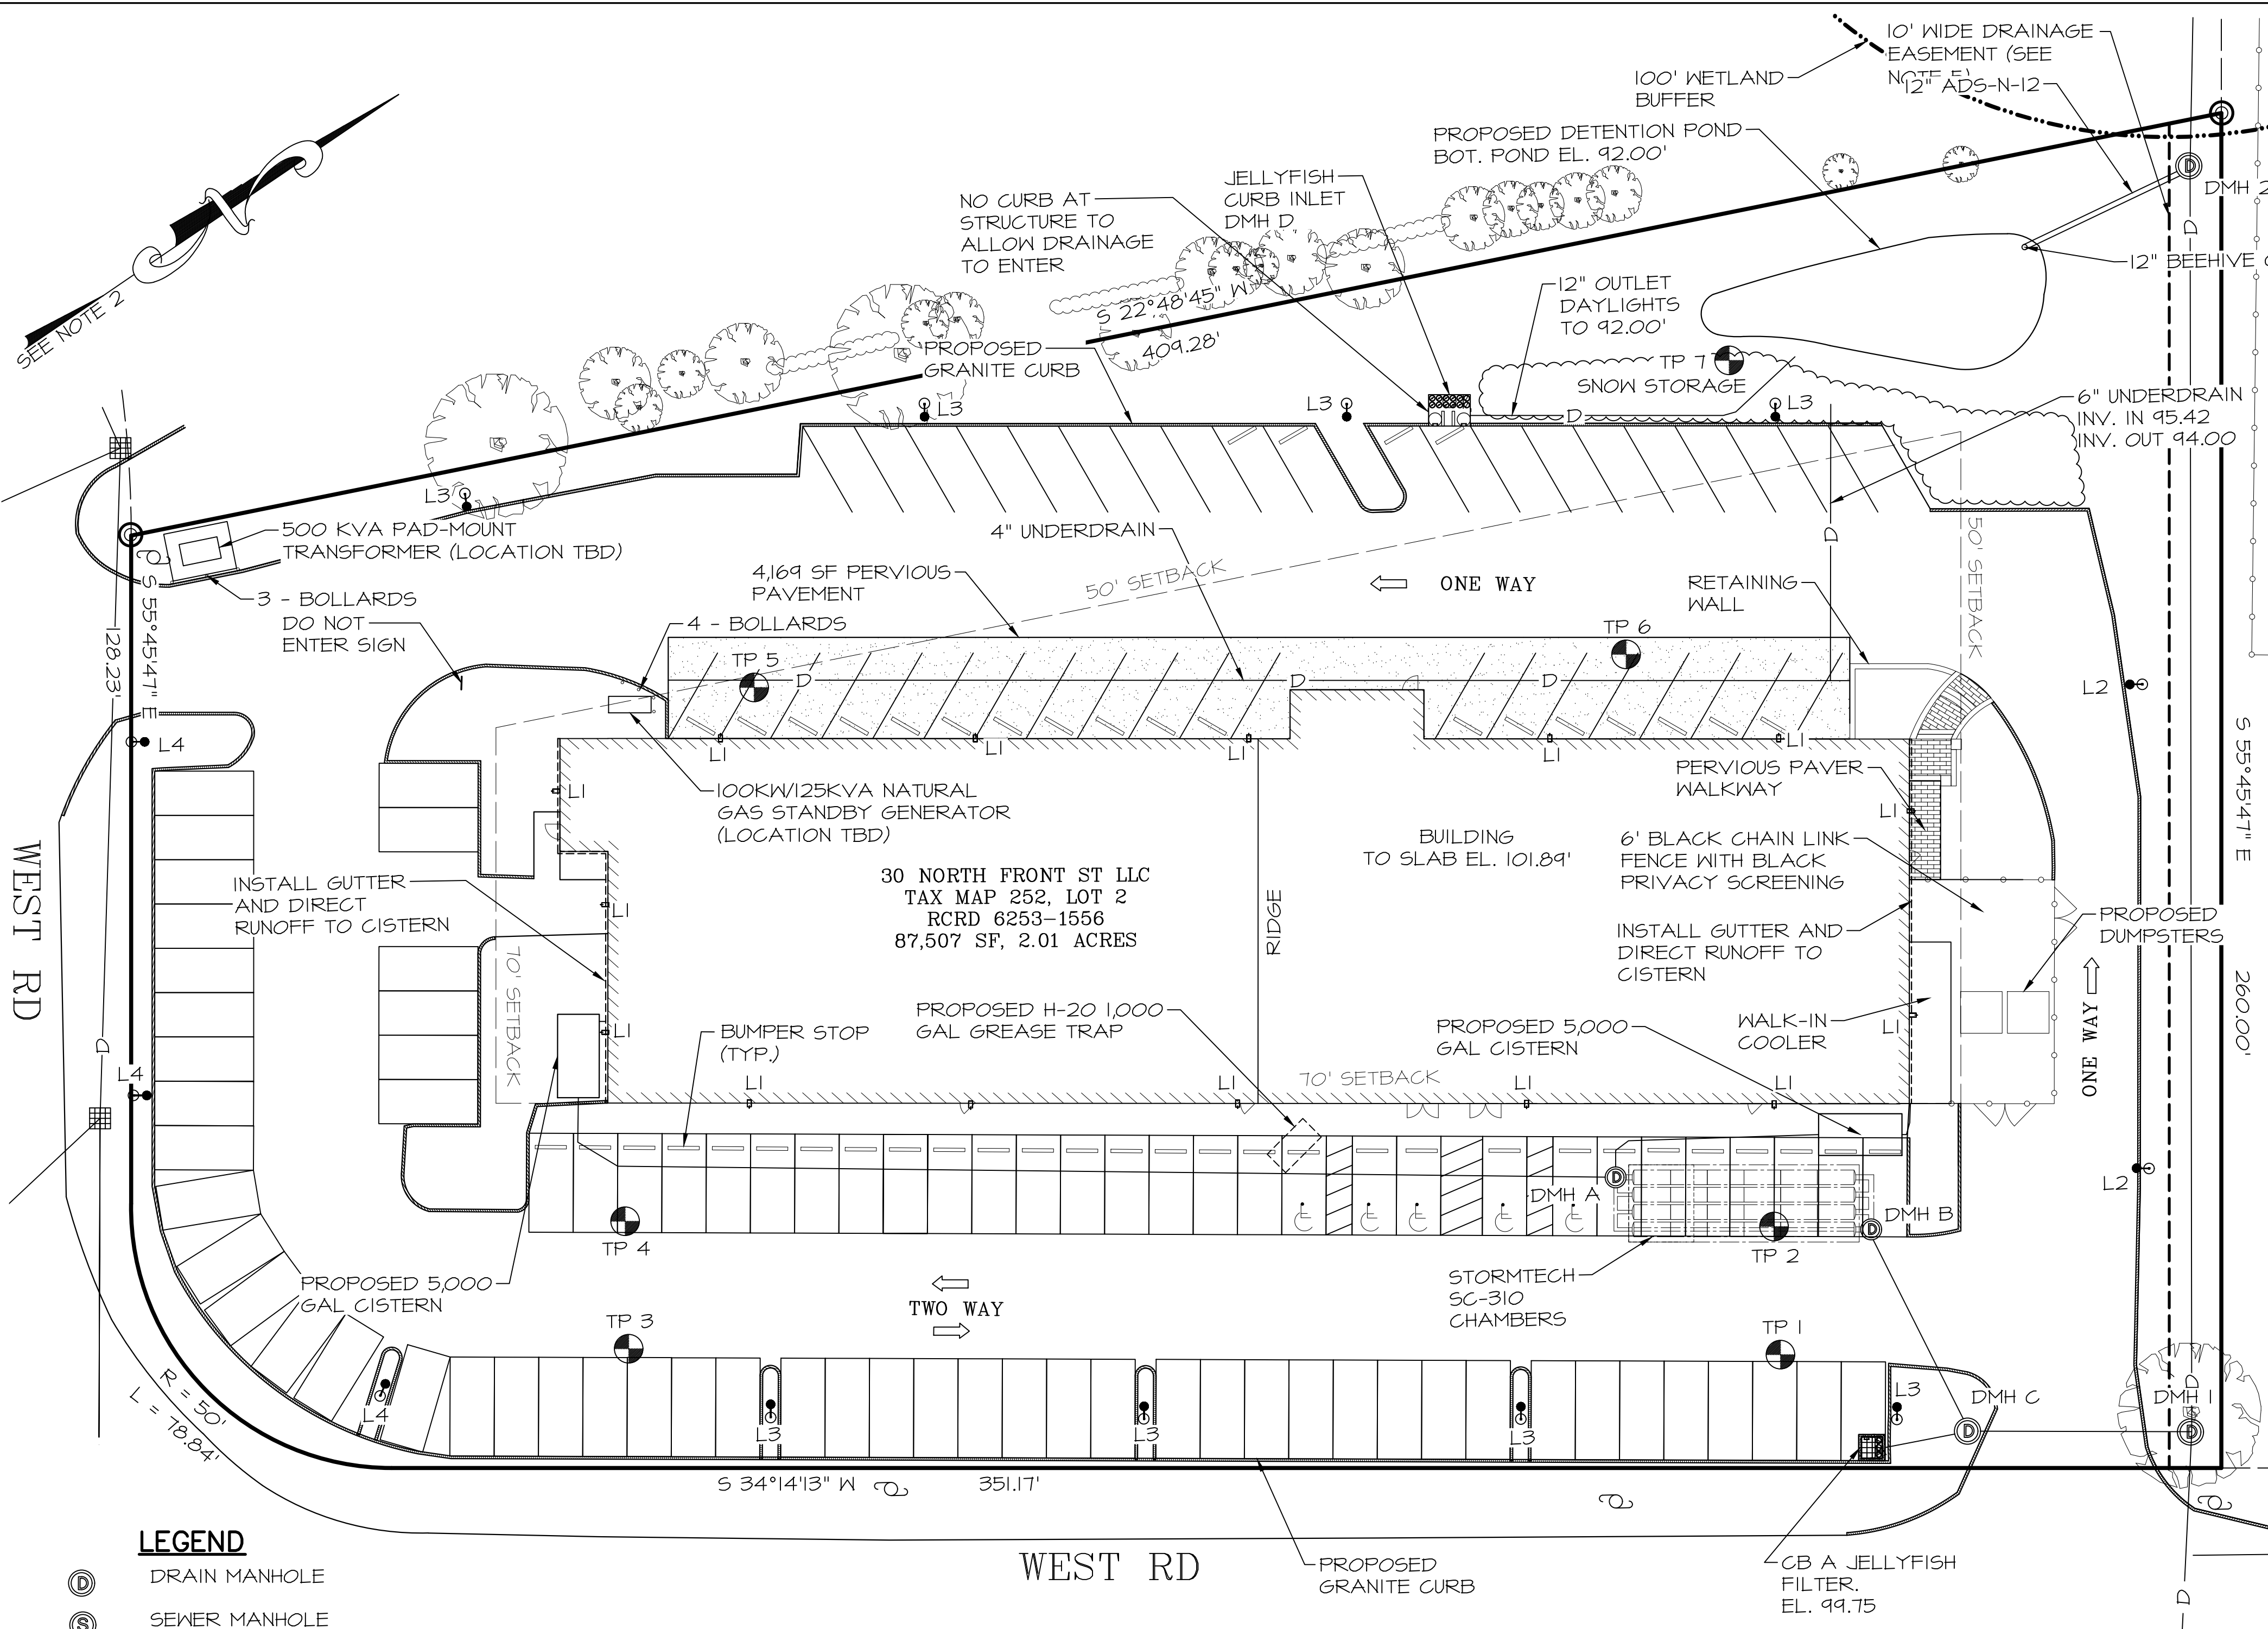 10' WIDE DRAINAGE
EASEMENT (SEE
12" ADS-N-12
100' WETLAND
BUFFER
PROPOSED DETENTION POND
BOT. POND EL. 92.00'
D
DMH
JELLYFISH
CURB INLET
DMH D
NO CURB AT
STRUCTURE TO
ALLOW DRAINAGE
TO ENTER
N
SEE NOTE 2
12" BEEHIVE
12" OUTLET
DAYLIGHTS
TO 92.00'
D
S 22°48'45" W
409.28'
PROPOSED
GRANITE CURB
TP 7
SNOW STORAGE
L3
L3
L3
D
6" UNDERDRAIN
INV. IN 95.42
INV. OUT 94.00
L3
500 KVA PAD-MOUNT
TRANSFORMER (LOCATION TBD)
4" UNDERDRAIN
D
50' SETBACK
S 55°45'47" E
128.23'
3 - BOLLARDS
DO NOT
ENTER SIGN
4,169 SF PERVIOUS
PAVEMENT
50' SETBACK
ONE WAY
RETAINING
WALL
4 - BOLLARDS
TP 5
TP 6
D
D
D
L2
L4
L1
L1
L1
L1
L1
S 55°45'47" E
260.00'
L1
100KW/125KVA NATURAL
GAS STANDBY GENERATOR
(LOCATION TBD)
PERVIOUS PAVER
WALKWAY
L1
BUILDING
TO SLAB EL. 101.89'
6' BLACK CHAIN LINK
FENCE WITH BLACK
PRIVACY SCREENING
30 NORTH FRONT ST LLC
TAX MAP 252, LOT 2
RCRD 6253-1556
87,507 SF, 2.01 ACRES
RIDGE
WEST RD
INSTALL GUTTER
AND DIRECT
RUNOFF TO CISTERN
L1
INSTALL GUTTER AND
DIRECT RUNOFF TO
CISTERN
PROPOSED
DUMPSTERS
70' SETBACK
ONE WAY
PROPOSED H-20 1,000
GAL GREASE TRAP
BUMPER STOP
(TYP.)
L1
PROPOSED 5,000
GAL CISTERN
WALK-IN
COOLER
L1
D
L4
70' SETBACK
L1
L1
L1
L1
D
DMH A
L2
DMH B
D
TP 4
TP 2
PROPOSED 5,000
GAL CISTERN
TWO WAY
STORMTECH
SC-310
CHAMBERS
TP 3
TP 1
R = 50'
L = 78.84'
L4
L3
L3
L3
L3
DMH C
D
DMH 1
D
D
S 34°14'13" W
351.17'
WEST RD
PROPOSED
GRANITE CURB
CB A JELLYFISH
FILTER.
EL. 99.75
D
LEGEND
D DRAIN MANHOLE
S SEWER MANHOLE